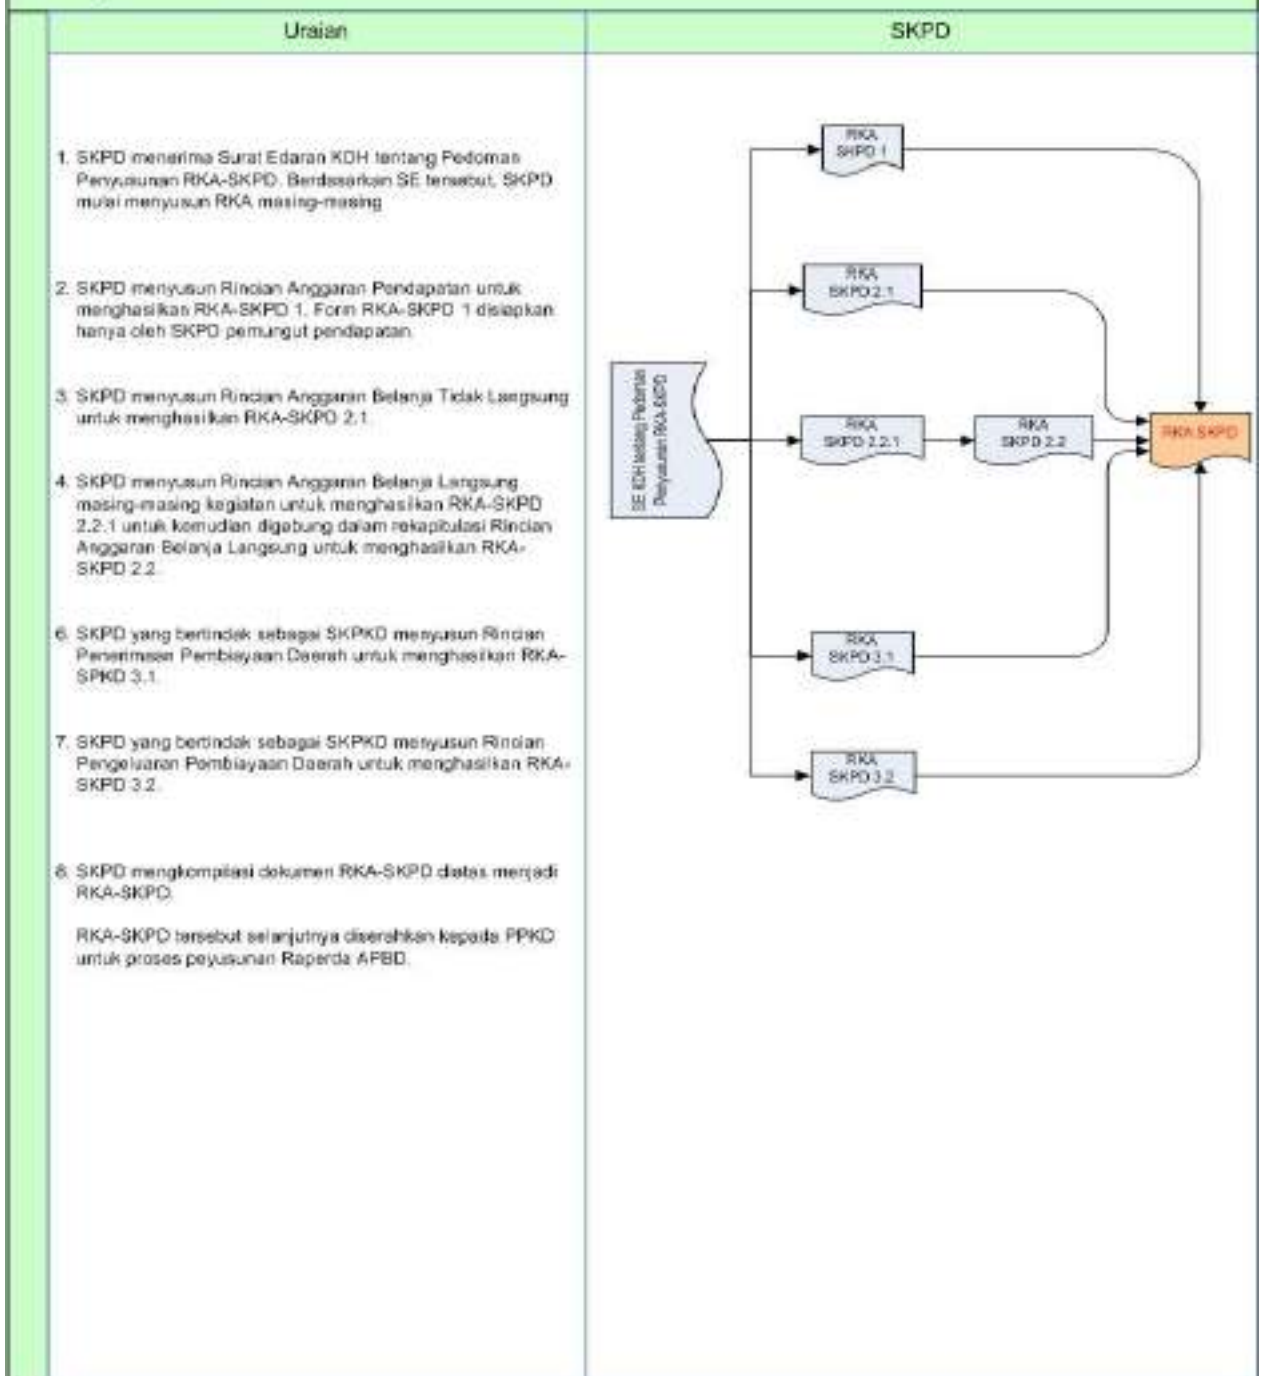 Uraian
SKPD
1. SKPD menerima Surat Edaran KDH tentang Pedoman
Penyusunan RKA-SKPD. Berdasarkan SE tersebut, SKPD
mulai menyusun RKA masing-masing
2. SKPD menyusun Rincian Anggaran Pendapatan untuk
menghasilkan RKA-SKPD 1. Form RKA-SKPD 1 disiapkan
hanya oleh SKPD pemungut pendapatan.
3. SKPD menyusun Rincian Anggaran Belanja Tidak Langsung
untuk menghasilkan RKA-SKPD 2.1.
4. SKPD menyusun Rincian Anggaran Belanja Langsung
masing-masing kegiatan untuk menghasilkan RKA-SKPD
2.2.1 untuk kemudian digabung dalam rekapitulasi Rincian
Anggaran Belanja Langsung untuk menghasilkan RKA-
SKPD 2.2.
6. SKPD yang bertindak sebagai SKPKD menyusun Rincian
Penerimaan Pembiayaan Daerah untuk menghasilkan RKA-
SPKD 3.1.
7. SKPD yang bertindak sebagai SKPKD menyusun Rincian
Pengeluaran Pembiayaan Daerah untuk menghasilkan RKA-
SKPD 3.2.
8. SKPD mengkompilasi dokumen RKA-SKPD diatas menjadi
RKA-SKPD.
RKA-SKPD tersebut selanjutnya diserahkan kepada PPKD
untuk proses peyusunan Raperda APBD.
SE KDH tentang Pedoman
Penyusunan RKA-SKPD
RKA
SKPD 1
RKA
SKPD 2.1
RKA
SKPD 2.2.1
RKA
SKPD 2.2
RKA
SKPD 3.1
RKA
SKPD 3.2
RKA SKPD